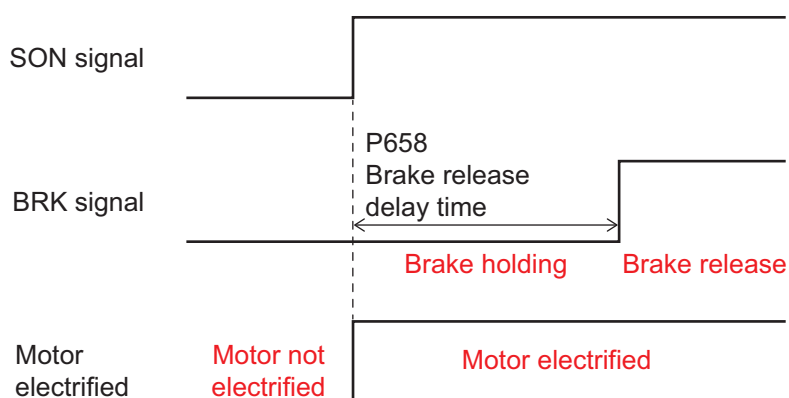 SON signal
P658
Brake release
delay time
BRK signal
Brake holding
Brake release
Motor
electrified
Motor not
electrified
Motor electrified